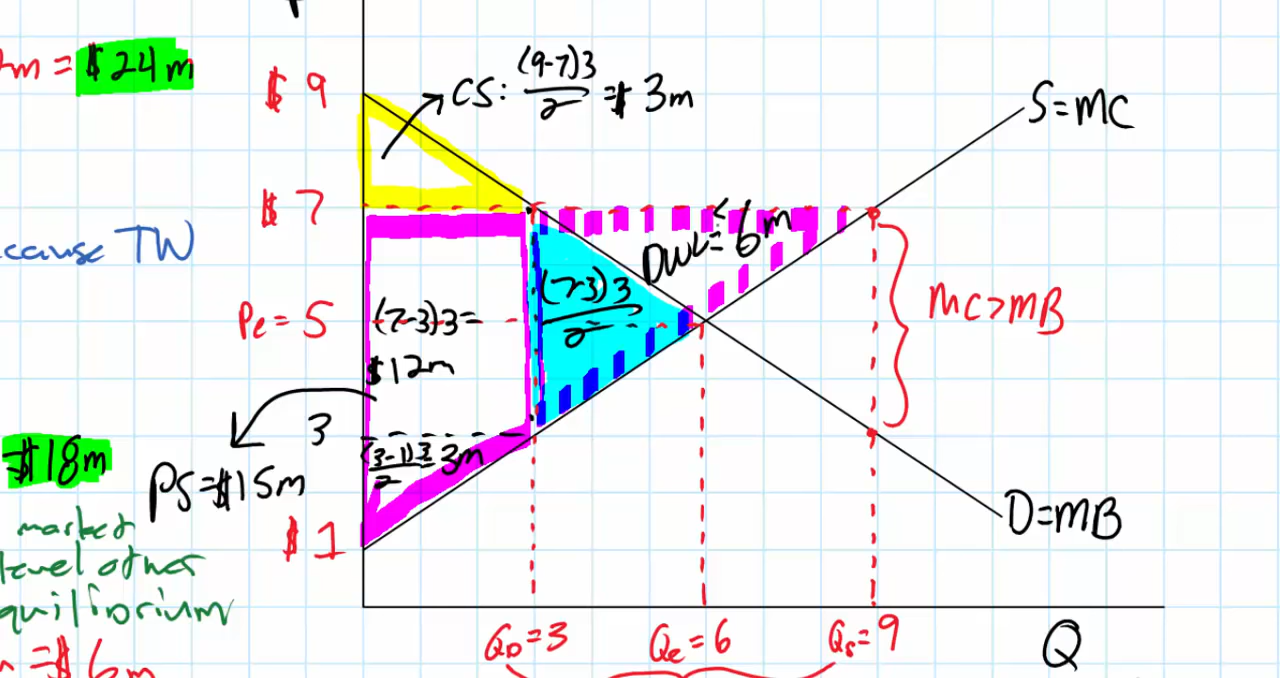 2m = $24m
$9
CS: (9-7)3/2 = $3m
S=MC
$7
DWL= 6m
cause TW
(7-3)3/2
Pe = 5
(7-3)3=
$12m
MC>MB
3
(3-1)3/2 = 3m
=$18m
PS=$15m
market
level other
quilibrium
$1
D=MB
= $6m
QD=3
Qe=6
Qs=9
Q